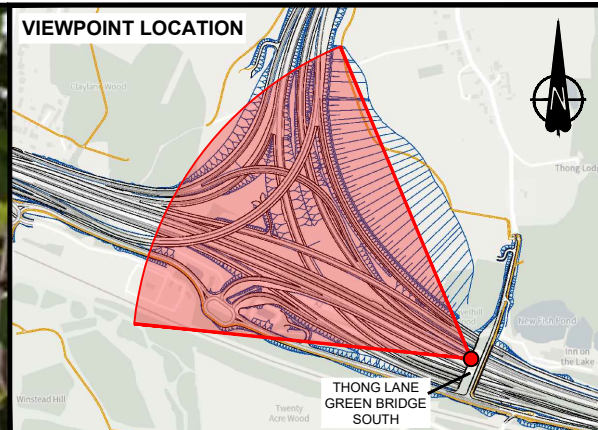 VIEWPOINT LOCATION
N
Claylane Wood
Thong Lod
New Fish Pond
Inn on
the Lake
THONG LANE
GREEN BRIDGE
SOUTH
Winstead Hill
Twenty
Acre Wood